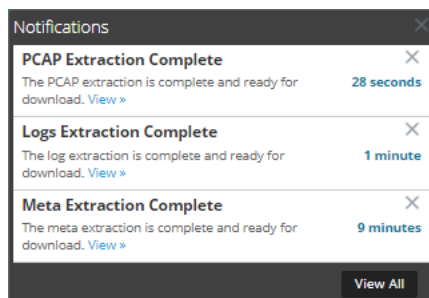 Notifications
PCAP Extraction Complete
The PCAP extraction is complete and ready for
download. View »
28 seconds
Logs Extraction Complete
The log extraction is complete and ready for
download. View »
1 minute
Meta Extraction Complete
The meta extraction is complete and ready for
download. View »
9 minutes
View All